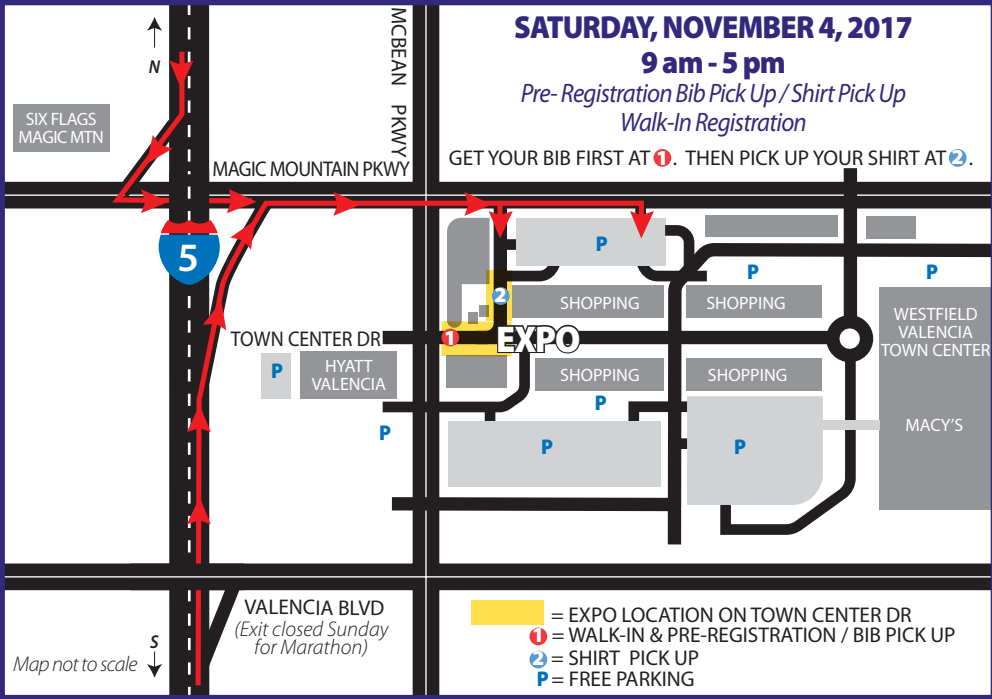 SATURDAY, NOVEMBER 4, 2017
9 am - 5 pm
Pre- Registration Bib Pick Up / Shirt Pick Up
Walk-In Registration
GET YOUR BIB FIRST AT 1. THEN PICK UP YOUR SHIRT AT 2.
N
MCBEAN PKWY
SIX FLAGS
MAGIC MTN
MAGIC MOUNTAIN PKWY
5
P
P
P
2
SHOPPING
SHOPPING
WESTFIELD
VALENCIA
TOWN CENTER
TOWN CENTER DR
1
EXPO
P
HYATT
VALENCIA
SHOPPING
SHOPPING
P
P
P
P
MACY'S
VALENCIA BLVD
(Exit closed Sunday
for Marathon)
S
Map not to scale
= EXPO LOCATION ON TOWN CENTER DR
1 = WALK-IN & PRE-REGISTRATION / BIB PICK UP
2 = SHIRT PICK UP
P = FREE PARKING